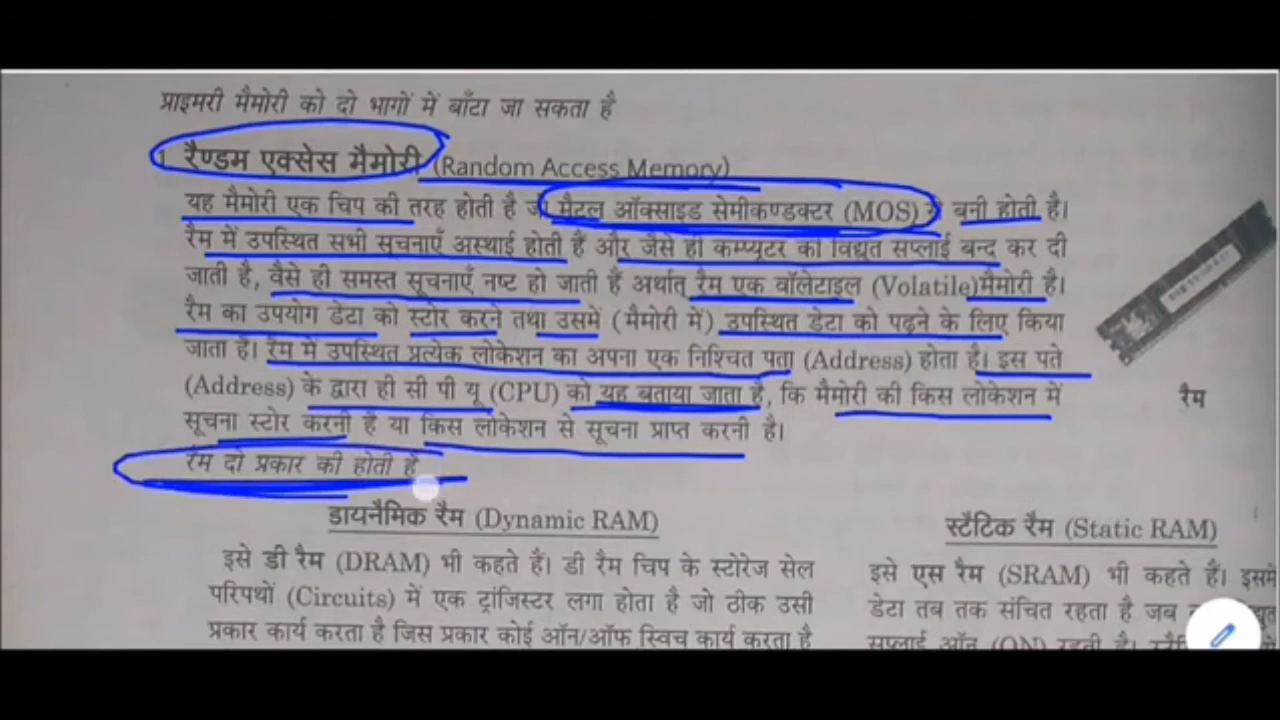 प्राइमरी मैमोरी को दो भागों में बाँटा जा सकता है
1. रैण्डम एक्सेस मैमोरी (Random Access Memory)
यह मैमोरी एक चिप की तरह होती है जो मैटल ऑक्साइड सेमीकण्डक्टर (MOS) से बनी होती है।
रैम में उपस्थित सभी सूचनाएँ अस्थाई होती हैं और जैसे ही कम्प्यूटर की विद्युत सप्लाई बन्द कर दी
जाती है, वैसे ही समस्त सूचनाएँ नष्ट हो जाती हैं अर्थात् रैम एक वॉलेटाइल (Volatile) मैमोरी है।
रैम का उपयोग डेटा को स्टोर करने तथा उसमें (मैमोरी में) उपस्थित डेटा को पढ़ने के लिए किया
जाता है। रैम में उपस्थित प्रत्येक लोकेशन का अपना एक निश्चित पता (Address) होता है। इस पते
(Address) के द्वारा ही सी पी यू (CPU) को यह बताया जाता है, कि मैमोरी की किस लोकेशन में
सूचना स्टोर करनी है या किस लोकेशन से सूचना प्राप्त करनी है।
रैम
रैम दो प्रकार की होती है
डायनैमिक रैम (Dynamic RAM)
इसे डी रैम (DRAM) भी कहते हैं। डी रैम चिप के स्टोरेज सेल
परिपथों (Circuits) में एक ट्रांजिस्टर लगा होता है जो ठीक उसी
प्रकार कार्य करता है जिस प्रकार कोई ऑन/ऑफ स्विच कार्य करता है
स्टैटिक रैम (Static RAM)
इसे एस रैम (SRAM) भी कहते हैं। इसमें
डेटा तब तक संचित रहता है जब
सप्लाई ऑन (ON) रहती है।